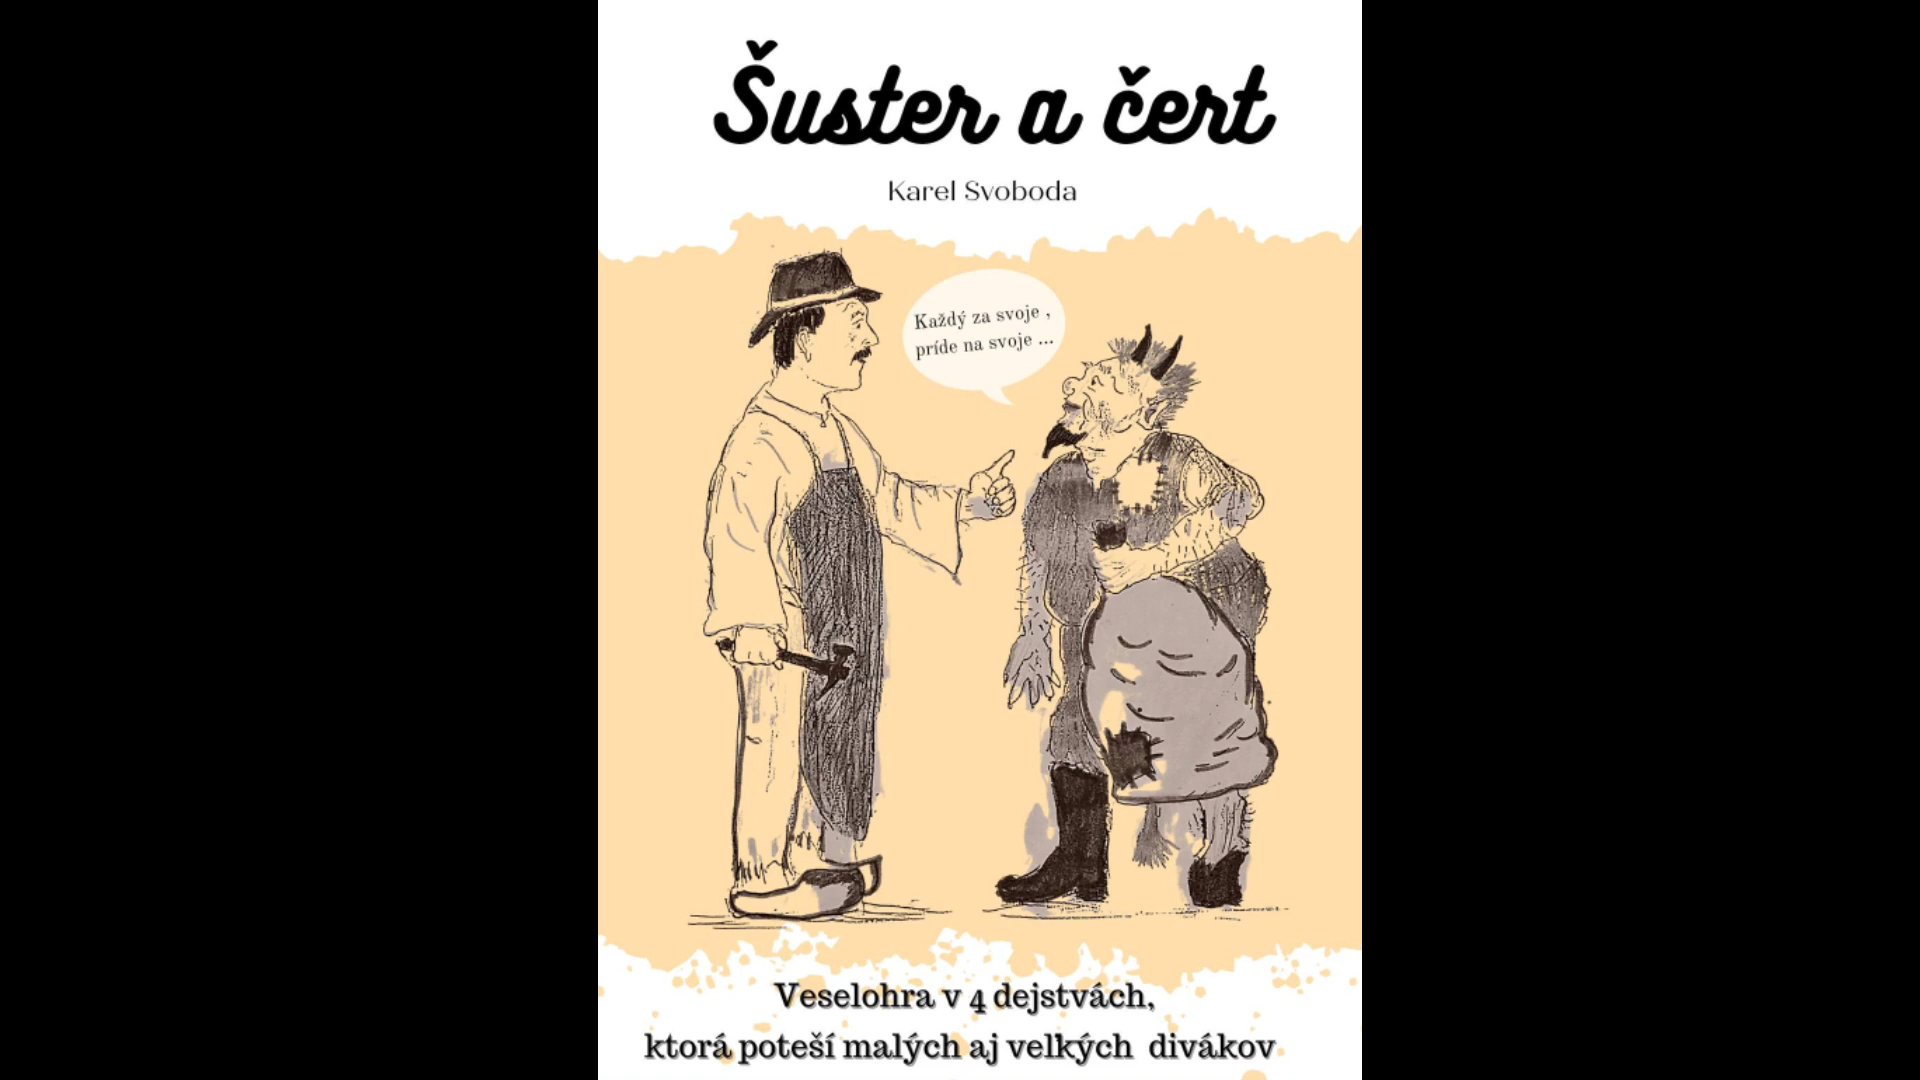 Šuster a čert
Karel Svoboda
Každý za svoje ,
príde na svoje ...
Veselohra v 4 dejstvách,
ktorá poteší malých aj velkých divákov